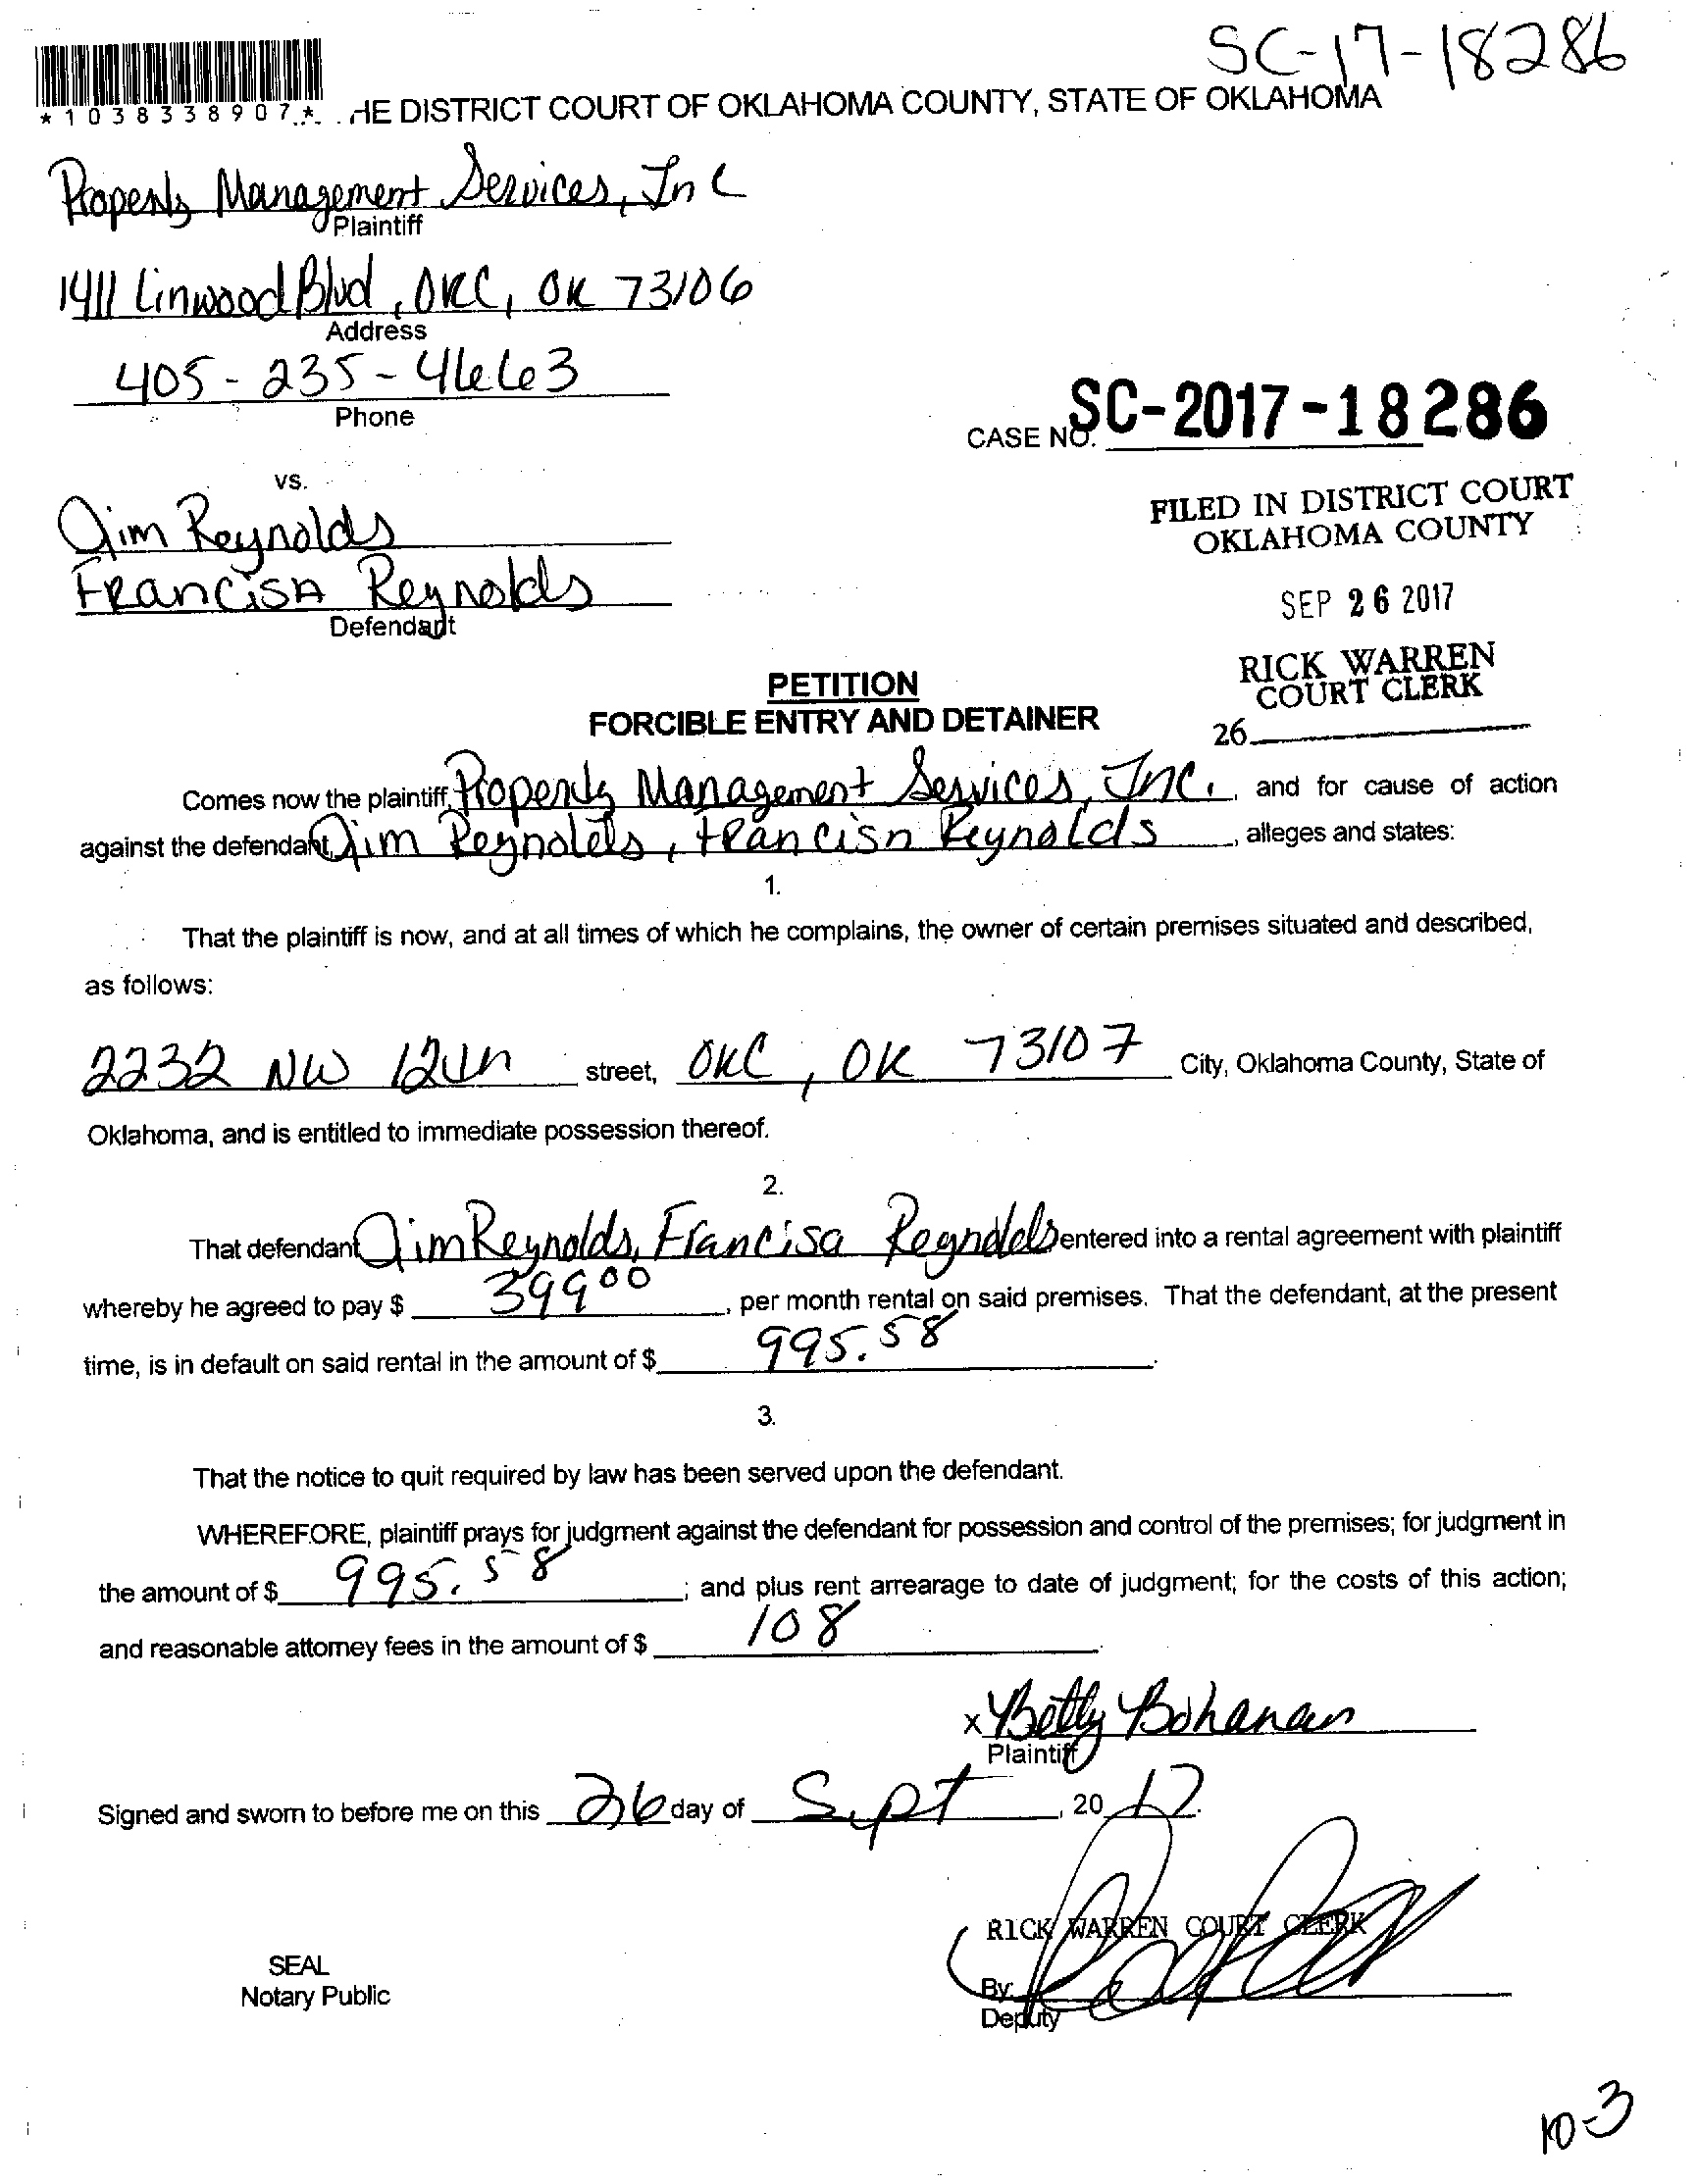 SC-17-18286
*1038338907* HE DISTRICT COURT OF OKLAHOMA COUNTY, STATE OF OKLAHOMA
Property Management Services, Inc
Plaintiff
1411 Linwood Blvd, OKC, OK 73106
Address
405-235-4663
Phone
CASE NO. SC-2017-18286
vs.
FILED IN DISTRICT COURT
OKLAHOMA COUNTY
Jim Reynolds
Francisa Reynolds
Defendant
SEP 26 2017
RICK WARREN
COURT CLERK
26
PETITION
FORCIBLE ENTRY AND DETAINER
Comes now the plaintiff, Property Management Services, Inc., and for cause of action
against the defendant, Jim Reynolds, Francisa Reynolds, alleges and states:
1.
That the plaintiff is now, and at all times of which he complains, the owner of certain premises situated and described,
as follows:
2232 NW 12th street, OKC, OK 73107 City, Oklahoma County, State of
Oklahoma, and is entitled to immediate possession thereof.
2.
That defendant Jim Reynolds, Francisa Reynolds entered into a rental agreement with plaintiff
whereby he agreed to pay $ 399 00, per month rental on said premises. That the defendant, at the present
time, is in default on said rental in the amount of $ 995.58.
3.
That the notice to quit required by law has been served upon the defendant.
WHEREFORE, plaintiff prays for judgment against the defendant for possession and control of the premises; for judgment in
the amount of $ 995.58; and plus rent arrearage to date of judgment; for the costs of this action;
and reasonable attorney fees in the amount of $ 108.
x Betty Bohanan
Plaintiff
Signed and sworn to before me on this 26 day of Sept, 20 17.
RICK WARREN COURT CLERK
SEAL
Notary Public
By:
Deputy
10-3